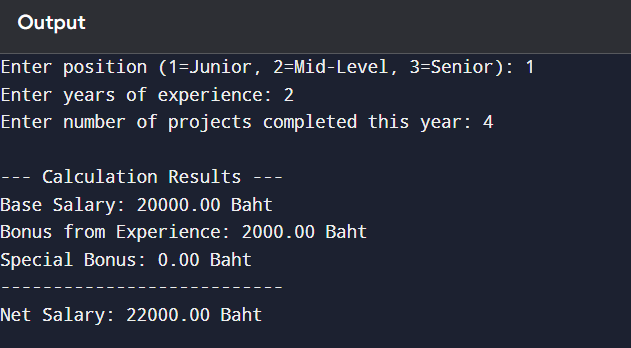 Output
Enter position (1=Junior, 2=Mid-Level, 3=Senior): 1
Enter years of experience: 2
Enter number of projects completed this year: 4
--- Calculation Results ---
Base Salary: 20000.00 Baht
Bonus from Experience: 2000.00 Baht
Special Bonus: 0.00 Baht
---------------------------
Net Salary: 22000.00 Baht